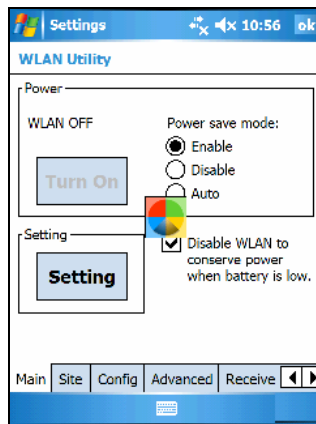 Settings 10:56 ok
WLAN Utility
Power
WLAN OFF
Power save mode:
Enable
Disable
Auto
Turn On
Setting
Setting
Disable WLAN to
conserve power
when battery is low.
Main Site Config Advanced Receive